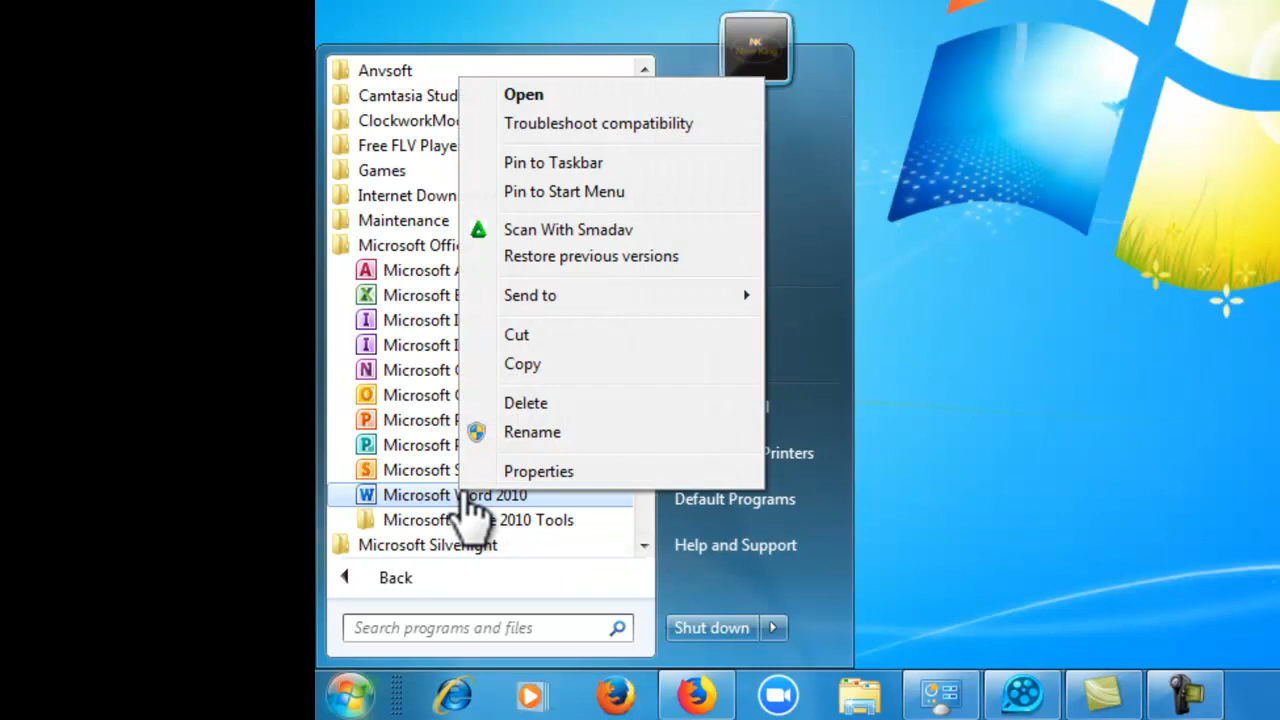 NK
Anvsoft
Camtasia Stud
ClockworkMo
Free FLV Playe
Games
Internet Down
Maintenance
Microsoft Offi
Microsoft
Microsoft
Microsoft I
Microsoft I
Microsoft
Microsoft
Microsoft
Microsoft
Microsoft S
Microsoft Word 2010
Microsoft 2010 Tools
Microsoft Silverlight
Back
Search programs and files
Open
Troubleshoot compatibility
Pin to Taskbar
Pin to Start Menu
Scan With Smadav
Restore previous versions
Send to
Cut
Copy
Delete
Rename
Properties
Printers
Default Programs
Help and Support
Shut down